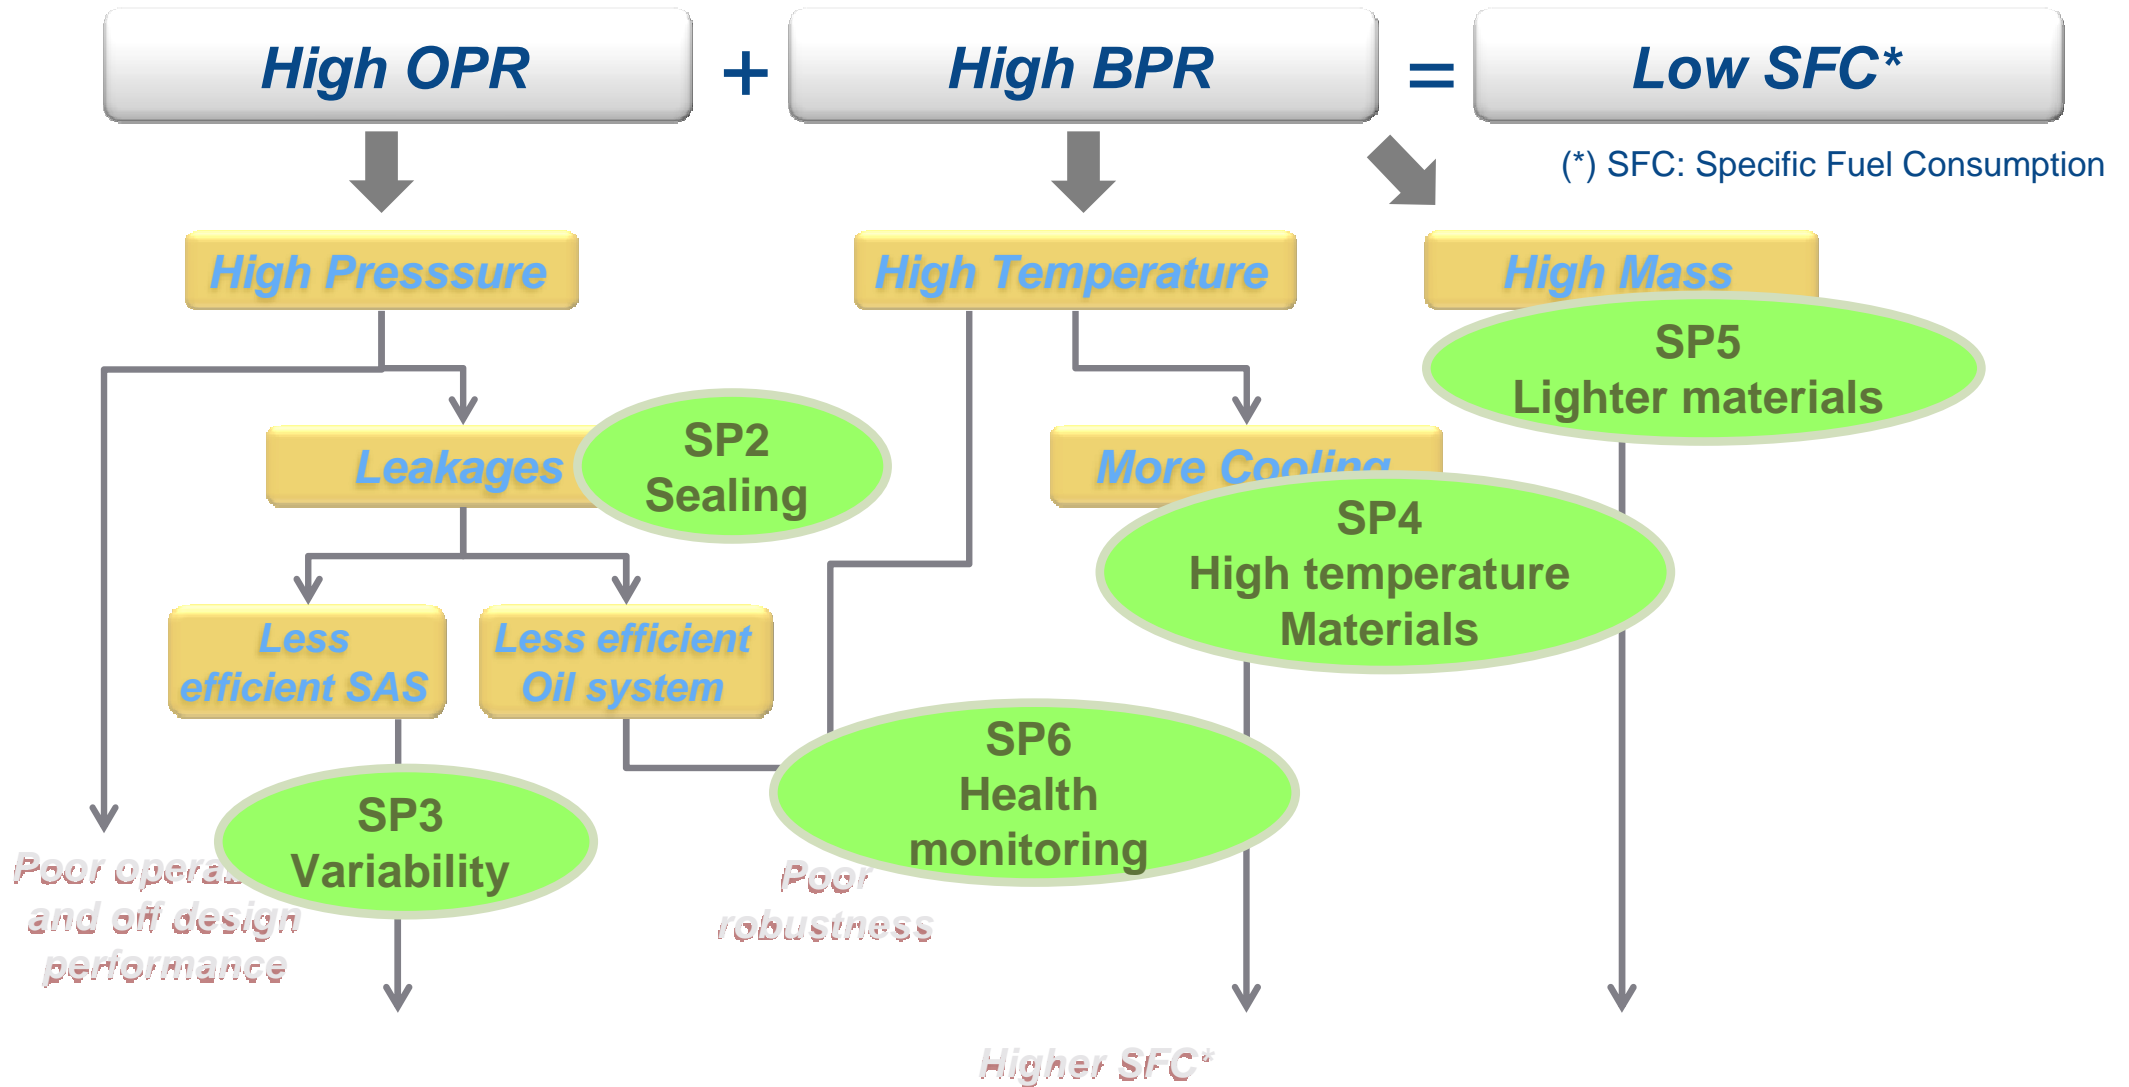 High OPR
+
High BPR
=
Low SFC*
(*) SFC: Specific Fuel Consumption
High Presssure
High Temperature
High Mass
SP5
Lighter materials
Leakages
SP2
Sealing
More Cooling
SP4
High temperature
Materials
Less
efficient SAS
Less efficient
Oil system
SP6
Health
monitoring
SP3
Variability
Poor
and off design
performance
Poor
robustness
Higher SFC*